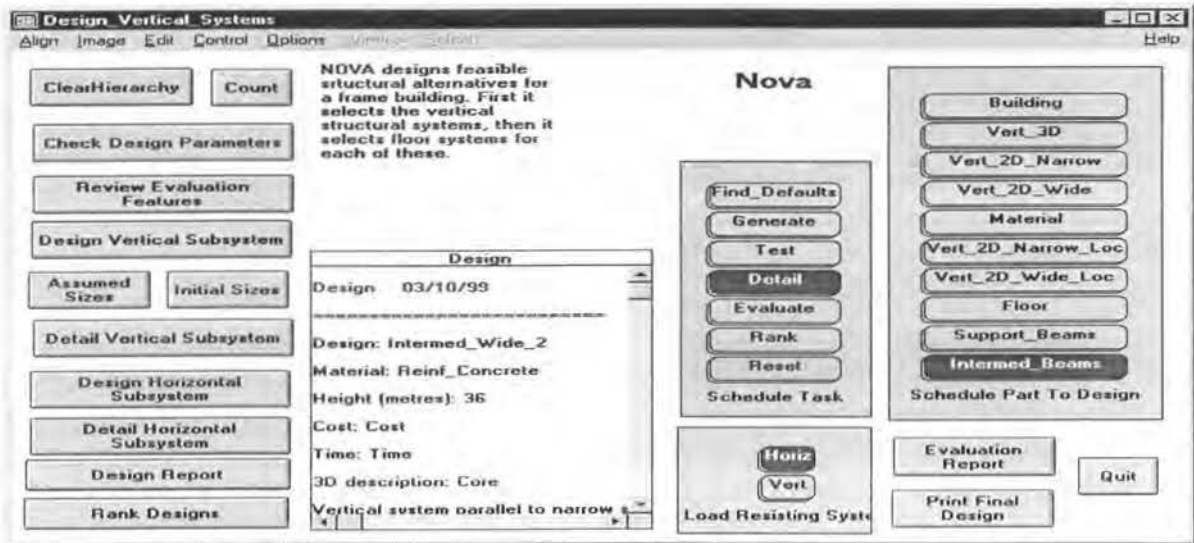 Design_Vertical_Systems
Align Image Edit Control Options Window Select Help
ClearHierarchy
Count
Check Design Parameters
Review Evaluation
Features
Design Vertical Subsystem
Assumed
Sizes
Initial Sizes
Detail Vertical Subsystem
Design Horizontal
Subsystem
Detail Horizontal
Subsystem
Design Report
Rank Designs
NOVA designs feasible
srtuctural alternatives for
a frame building. First it
selects the vertical
structural systems, then it
selects floor systems for
each of these.
Design
Design 03/10/99
Design: Intermed_Wide_2
Material: Reinf_Concrete
Height (metres): 36
Cost: Cost
Time: Time
3D description: Core
Vertical system parallel to narrow s
Nova
Find_Defaults
Generate
Test
Detail
Evaluate
Rank
Reset
Schedule Task
Horiz
Vert
Load Resisting Syste
Building
Vert_3D
Vert_2D_Narrow
Vert_2D_Wide
Material
Vert_2D_Narrow_Loc
Vert_2D_Wide_Loc
Floor
Support_Beams
Intermed_Beams
Schedule Part To Design
Evaluation
Report
Print Final
Design
Quit